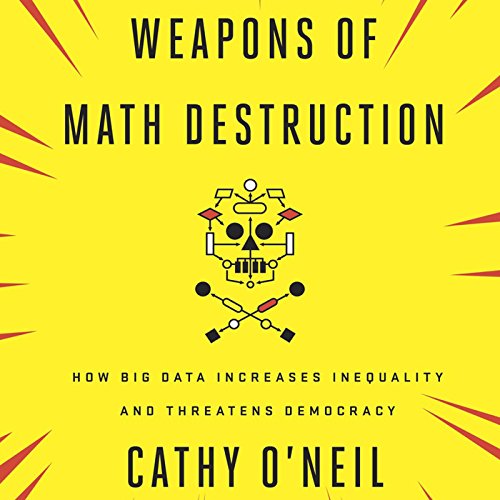 WEAPONS OF
MATH DESTRUCTION
HOW BIG DATA INCREASES INEQUALITY
AND THREATENS DEMOCRACY
CATHY O'NEIL